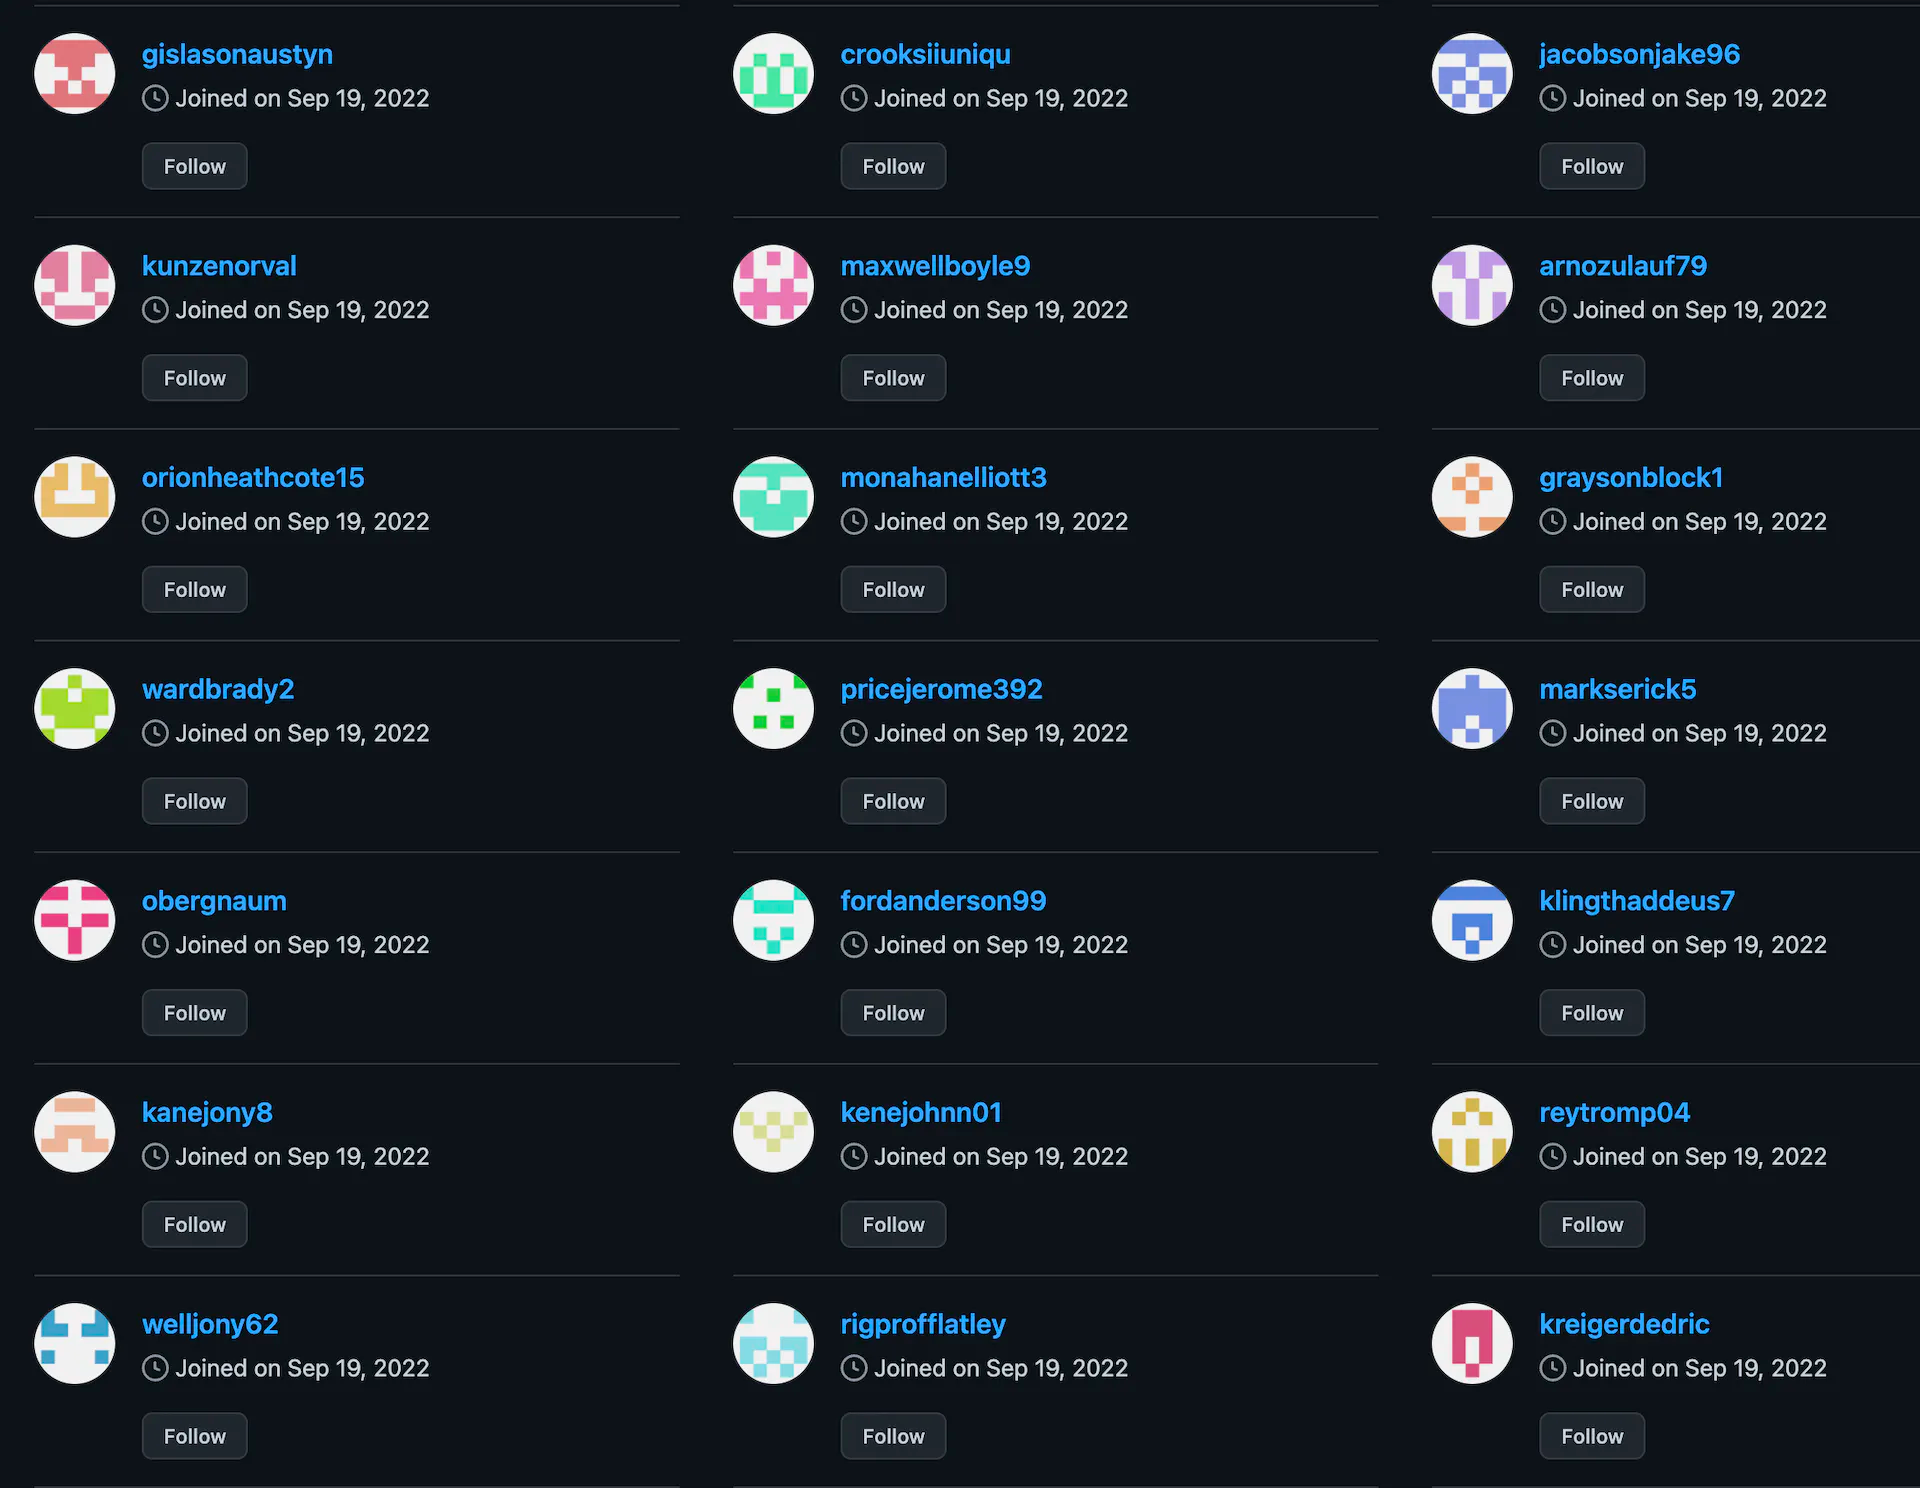 gislasonaustyn
Joined on Sep 19, 2022
Follow
crooksiiuniqu
Joined on Sep 19, 2022
Follow
jacobsonjake96
Joined on Sep 19, 2022
Follow
kunzenorval
Joined on Sep 19, 2022
Follow
maxwellboyle9
Joined on Sep 19, 2022
Follow
arnozulauf79
Joined on Sep 19, 2022
Follow
orionheathcote15
Joined on Sep 19, 2022
Follow
monahanelliott3
Joined on Sep 19, 2022
Follow
graysonblock1
Joined on Sep 19, 2022
Follow
wardbrady2
Joined on Sep 19, 2022
Follow
pricejerome392
Joined on Sep 19, 2022
Follow
markserick5
Joined on Sep 19, 2022
Follow
obergnaum
Joined on Sep 19, 2022
Follow
fordanderson99
Joined on Sep 19, 2022
Follow
klingthaddeus7
Joined on Sep 19, 2022
Follow
kanejony8
Joined on Sep 19, 2022
Follow
kenejohnn01
Joined on Sep 19, 2022
Follow
reytromp04
Joined on Sep 19, 2022
Follow
welljony62
Joined on Sep 19, 2022
Follow
rigprofflatley
Joined on Sep 19, 2022
Follow
kreigerdedric
Joined on Sep 19, 2022
Follow